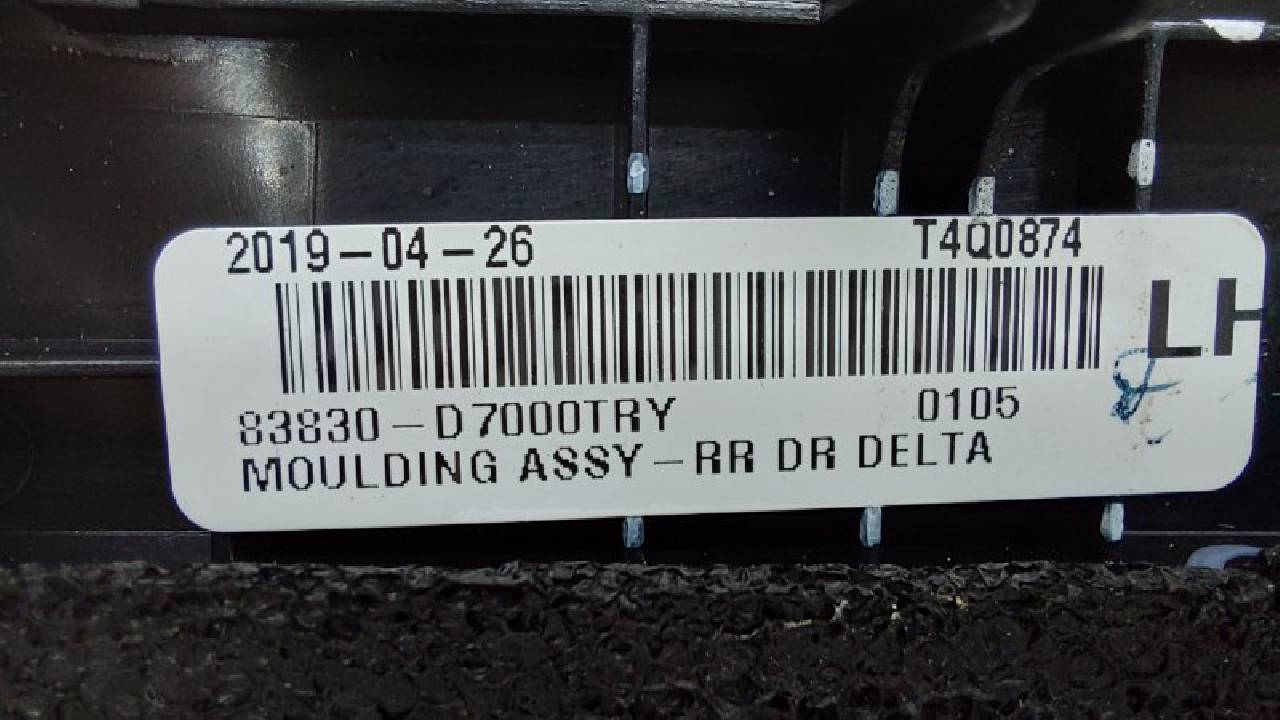 2019-04-26 T4Q0874
LH
83830-D7000TRY 0105
MOULDING ASSY-RR DR DELTA